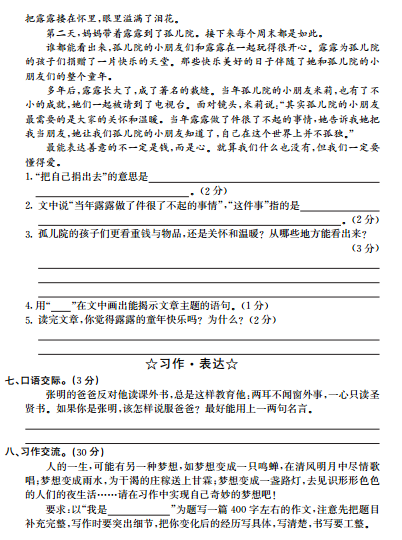 把露露搂在怀里,眼里溢满了泪花。
第二天,妈妈带着露露到了孤儿院。接下来每个周末都是如此。
谁都能看出来,孤儿院的小朋友们和露露在一起玩得很开心。露露为孤儿院
的孩子们捐赠了一片快乐的天堂。那些快乐美好的日子伴随了她和孤儿院的小
朋友们的整个童年。
多年后,露露长大了,成了著名的裁缝。当年孤儿院小朋友米莉,也有了不
小的成就,她们一起被请到了电视台。面对镜头,米莉说:“其实孤儿院的小朋友
最需要的是大家的关怀和温暖。当年露露做了件很了不起的事情,她告诉我她把
我当朋友,她让我们孤儿院的小朋友知道了,自己在这个世界上并不孤独。”
最能表达善意的不一定是钱,而是心。就算我们什么也没有,但我们一定要
懂得爱。
1.“把自己捐出去”的意思是
。(2分)
2. 文中说“当年露露做了件很了不起的事情”,“这件事”指的是
。(2分)
3. 孤儿院的孩子们更看重钱与物品,还是关怀和温暖? 从哪些地方能看出来?
(3分)
4. 用“____”在文中画出能揭示文章主题的语句。(1分)
5. 读完文章,你觉得露露的童年快乐吗? 为什么?(2分)
☆习作·表达☆
七、口语交际。(3分)
张明的爸爸反对他读课外书,总是这样教育他:两耳不闻窗外事,一心只读圣
贤书。如果你是张明,该怎样说服爸爸? 最好能用上一两句名言。
八、习作交流。(30分)
人的一生,可能有另一种梦想,如梦想变成一只鸣蝉,在清风明月中尽情歌
唱;梦想变成雨水,为干渴的庄稼送上甘霖;梦想变成一盏路灯,去见识形形色色
的人们的夜生活……请在习作中实现自己奇妙的梦想吧!
要求:以“我是________”为题写一篇400字左右的作文,注意先把题目
补充完整,写作时要突出细节,把你变化后的经历写具体,写清楚,书写要工整。